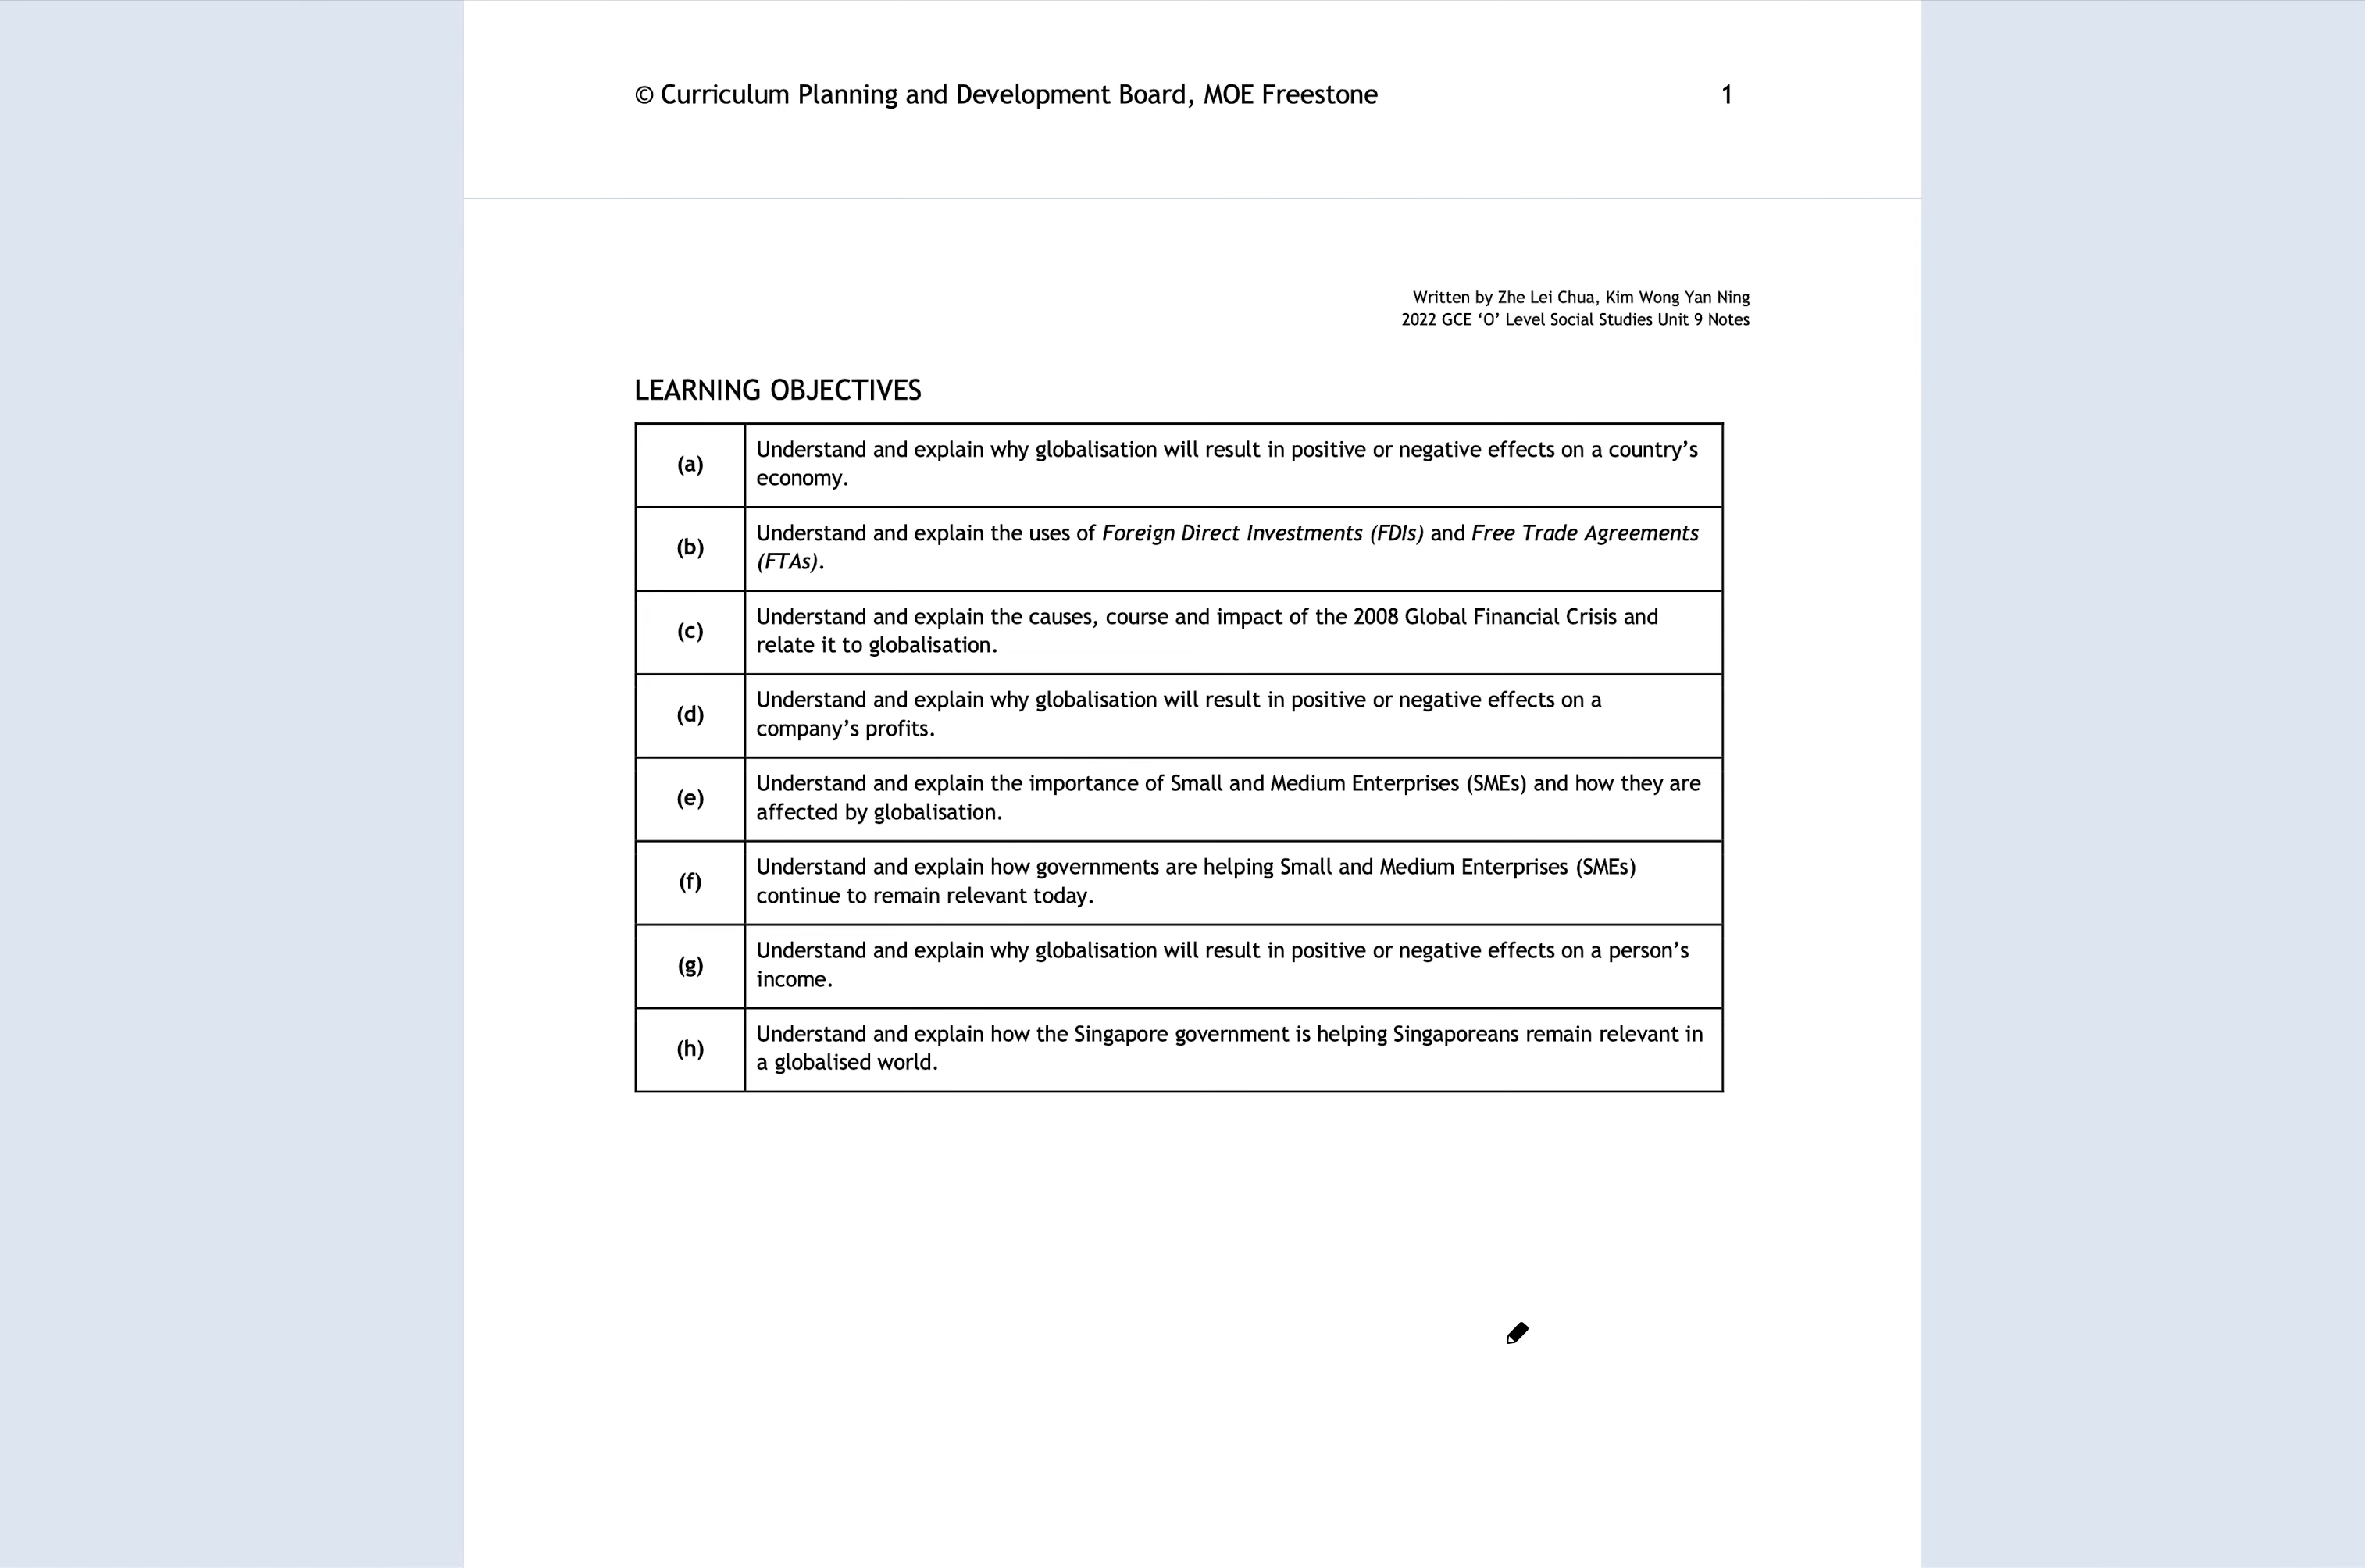 © Curriculum Planning and Development Board, MOE Freestone 1
Written by Zhe Lei Chua, Kim Wong Yan Ning
2022 GCE ‘O’ Level Social Studies Unit 9 Notes
LEARNING OBJECTIVES
(a) Understand and explain why globalisation will result in positive or negative effects on a country’s
economy.
(b) Understand and explain the uses of Foreign Direct Investments (FDIs) and Free Trade Agreements
(FTAs).
(c) Understand and explain the causes, course and impact of the 2008 Global Financial Crisis and
relate it to globalisation.
(d) Understand and explain why globalisation will result in positive or negative effects on a
company’s profits.
(e) Understand and explain the importance of Small and Medium Enterprises (SMEs) and how they are
affected by globalisation.
(f) Understand and explain how governments are helping Small and Medium Enterprises (SMEs)
continue to remain relevant today.
(g) Understand and explain why globalisation will result in positive or negative effects on a person’s
income.
(h) Understand and explain how the Singapore government is helping Singaporeans remain relevant in
a globalised world.